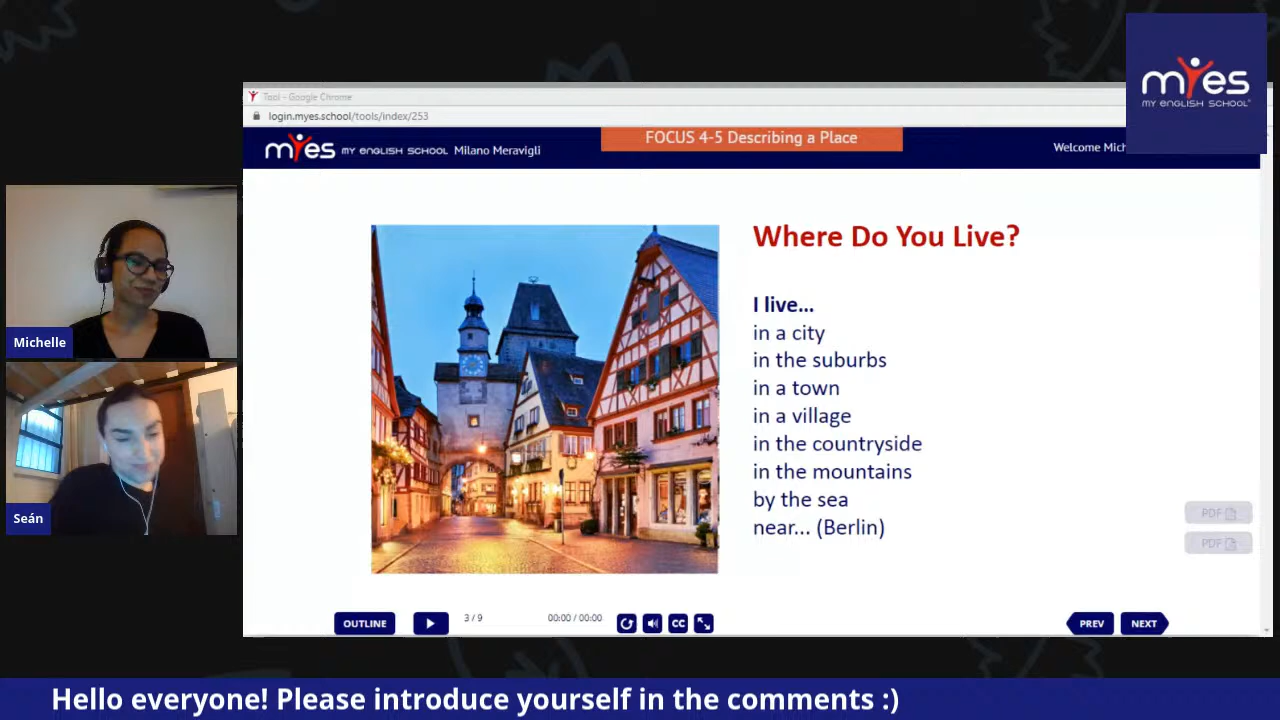 myes
MY ENGLISH SCHOOL
Tool - Google Chrome
login.myes.school/tools/index/253
myes MY ENGLISH SCHOOL Milano Meravigli
FOCUS 4-5 Describing a Place
Welcome Mich
Michelle
Seán
Where Do You Live?
I live...
in a city
in the suburbs
in a town
in a village
in the countryside
in the mountains
by the sea
near... (Berlin)
PDF
PDF
OUTLINE
3 / 9
00:00 / 00:00
CC
PREV
NEXT
Hello everyone! Please introduce yourself in the comments :)